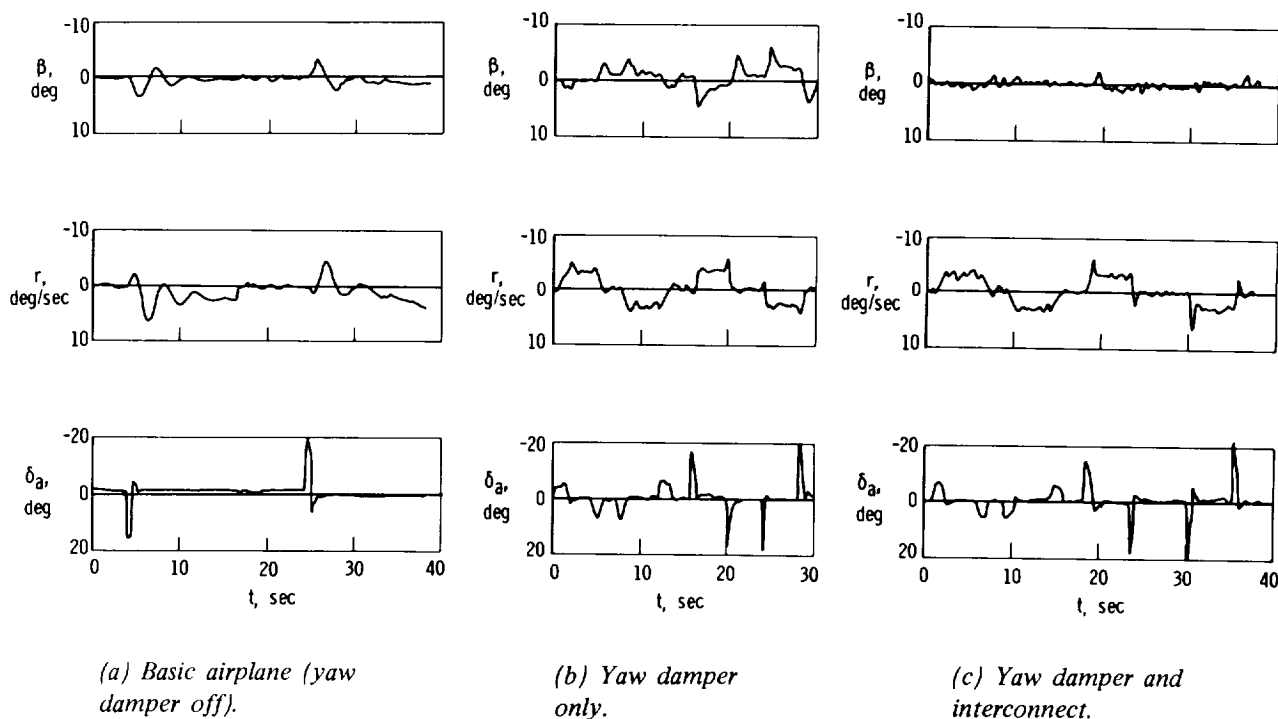 -10
β,
deg
0
10
-10
β,
deg
0
10
-10
β,
deg
0
10
-10
r,
deg/sec
0
10
-10
r,
deg/sec
0
10
-10
r,
deg/sec
0
10
-20
δa,
deg
0
20
0 10 20 30 40
t, sec
-20
δa,
deg
0
20
0 10 20 30
t, sec
-20
δa,
deg
0
20
0 10 20 30 40
t, sec
(a) Basic airplane (yaw
damper off).
(b) Yaw damper
only.
(c) Yaw damper and
interconnect.